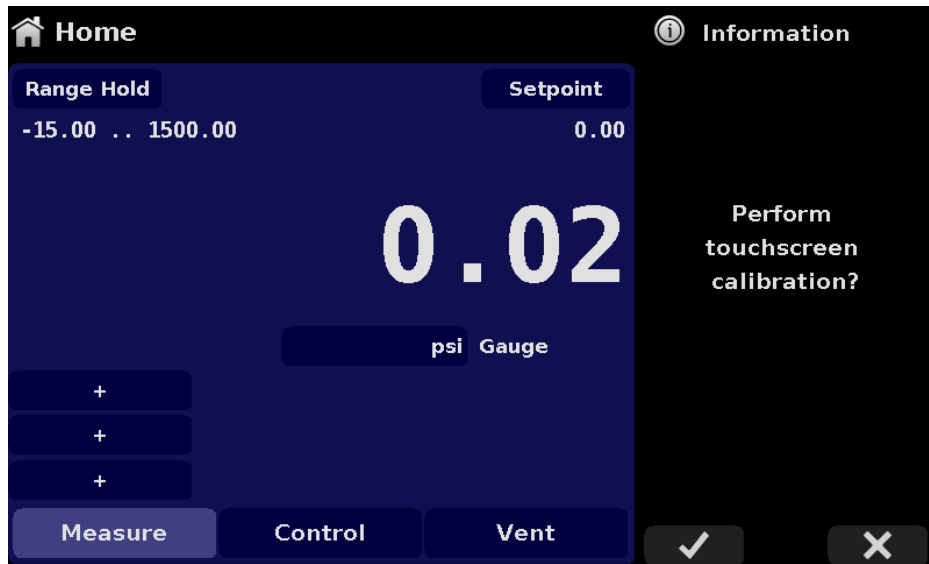 Home
Information
Range Hold
Setpoint
-15.00 .. 1500.00
0.00
0.02
psi Gauge
Perform
touchscreen
calibration?
+
+
+
Measure
Control
Vent